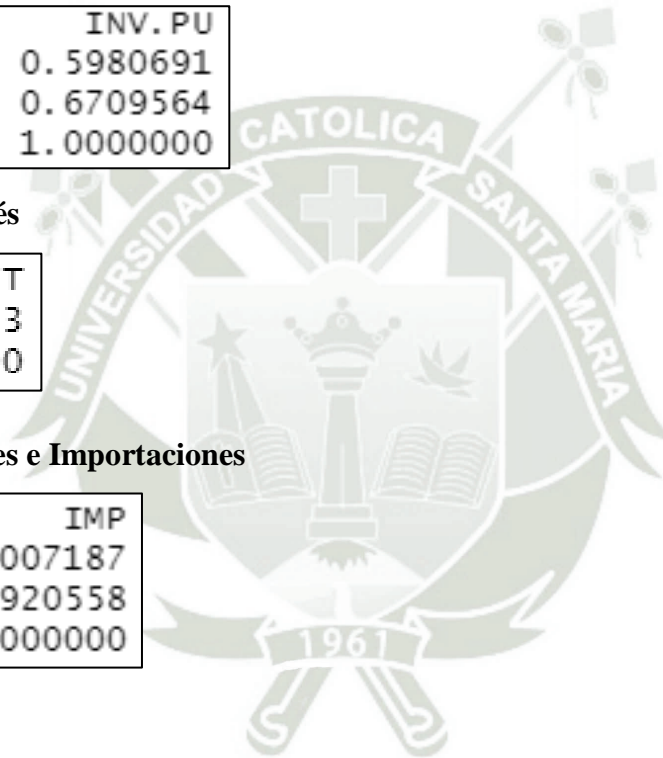 INV.PU
0.5980691
0.6709564
1.0000000
és
T
3
0
es e Importaciones
IMP
007187
920558
000000
UNIVERSIDAD CATOLICA SANTA MARIA
1961